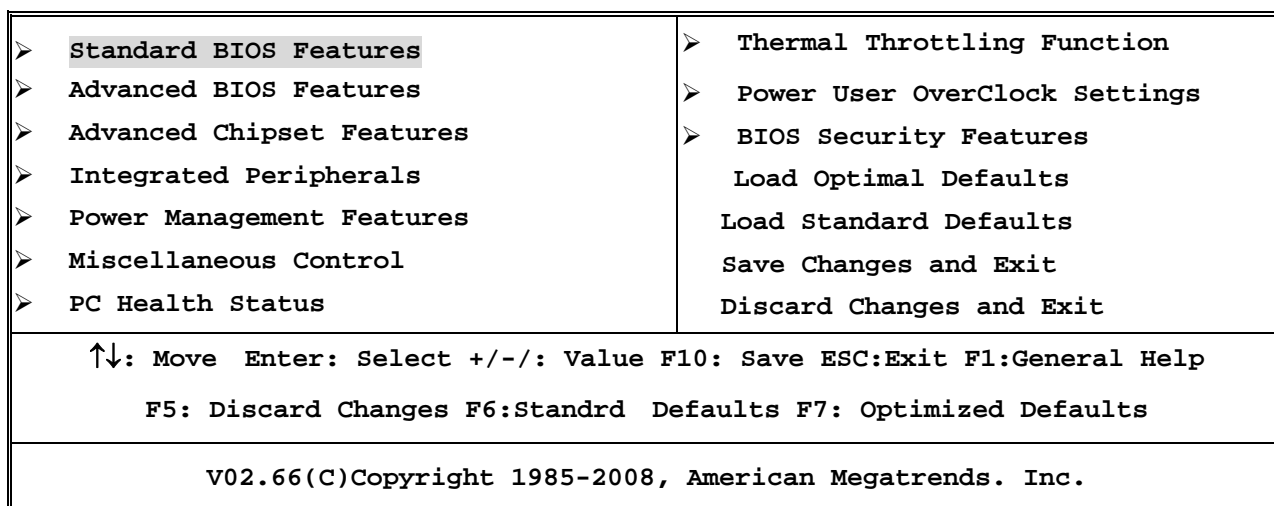 ➢ Standard BIOS Features
➢ Advanced BIOS Features
➢ Advanced Chipset Features
➢ Integrated Peripherals
➢ Power Management Features
➢ Miscellaneous Control
➢ PC Health Status
➢ Thermal Throttling Function
➢ Power User OverClock Settings
➢ BIOS Security Features
Load Optimal Defaults
Load Standard Defaults
Save Changes and Exit
Discard Changes and Exit
↑↓: Move Enter: Select +/-/: Value F10: Save ESC:Exit F1:General Help
F5: Discard Changes F6:Standrd Defaults F7: Optimized Defaults
V02.66(C)Copyright 1985-2008, American Megatrends. Inc.